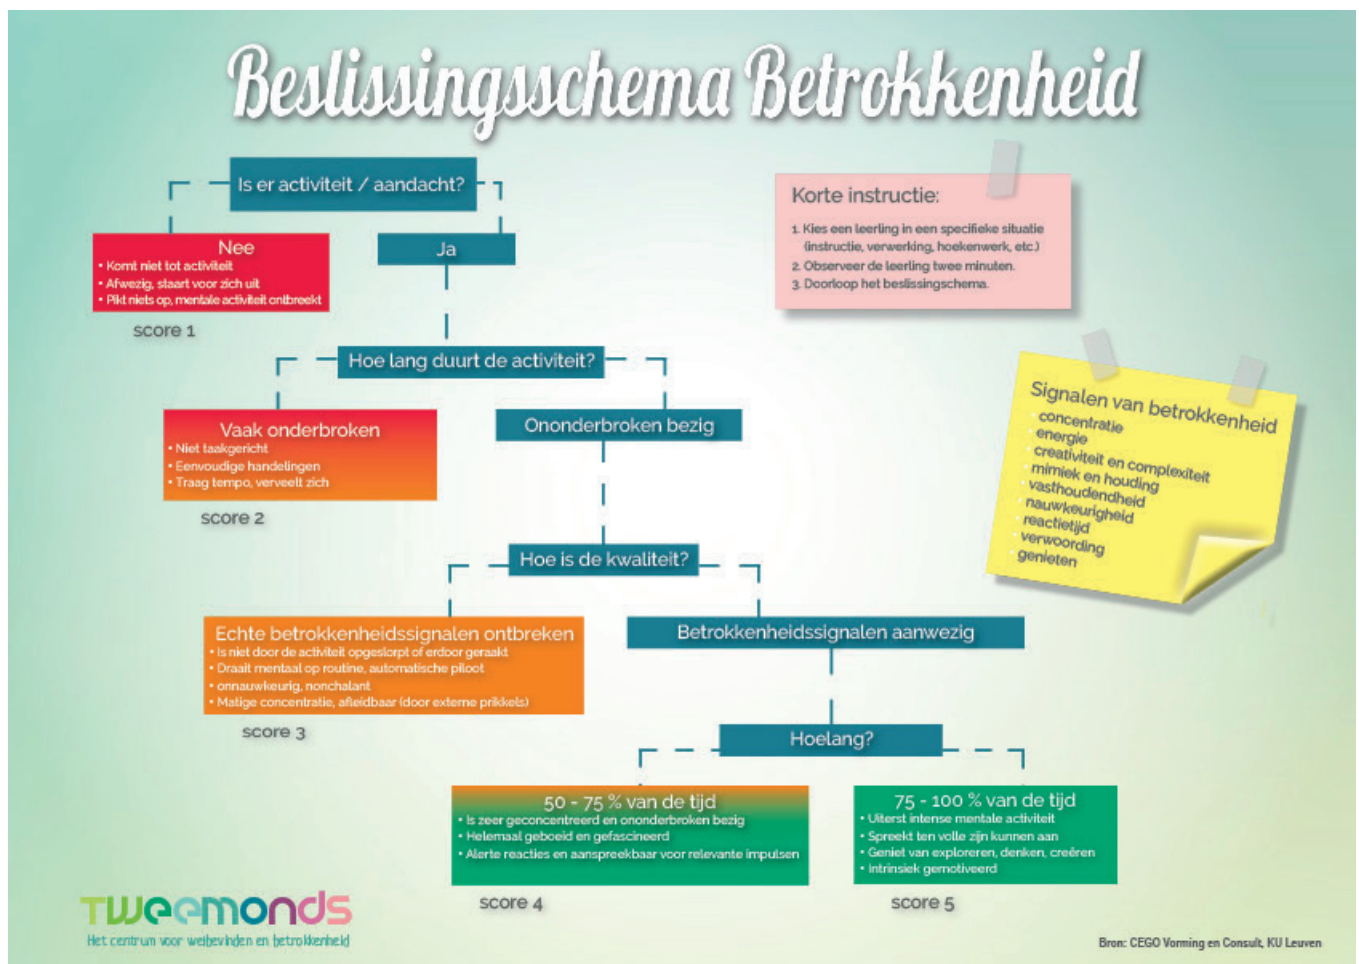 Beslissingsschema Betrokkenheid
Is er activiteit / aandacht?
Nee
• Komt niet tot activiteit
• Afwezig, staart voor zich uit
• Pikt niets op, mentale activiteit ontbreekt
score 1
Ja
Korte instructie:
1. Kies een leerling in een specifieke situatie
(instructie, verwerking, hoekenwerk, etc.)
2. Observeer de leerling twee minuten.
3. Doorloop het beslissingschema.
Hoe lang duurt de activiteit?
Vaak onderbroken
• Niet taakgericht
• Eenvoudige handelingen
• Traag tempo, verveelt zich
score 2
Ononderbroken bezig
Signalen van betrokkenheid
concentratie
energie
creativiteit en complexiteit
mimiek en houding
vasthoudendheid
nauwkeurigheid
reactietijd
verwoording
genieten
Hoe is de kwaliteit?
Echte betrokkenheidssignalen ontbreken
• Is niet door de activiteit opgeslorpt of erdoor geraakt
• Draait mentaal op routine, automatische piloot
• onnauwkeurig, nonchalant
• Matige concentratie, afleidbaar (door externe prikkels)
score 3
Betrokkenheidssignalen aanwezig
Hoelang?
50 - 75 % van de tijd
• Is zeer geconcentreerd en ononderbroken bezig
• Helemaal geboeid en gefascineerd
• Alerte reacties en aanspreekbaar voor relevante impulsen
score 4
75 - 100 % van de tijd
• Uiterst intense mentale activiteit
• Spreekt ten volle zijn kunnen aan
• Geniet van exploreren, denken, creëren
• Intrinsiek gemotiveerd
score 5
Tweemonds
Het centrum voor welbevinden en betrokkenheid
Bron: CEGO Vorming en Consult, KU Leuven